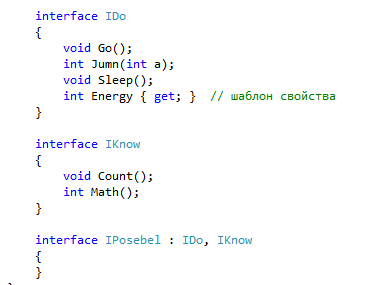 interface IDo
{
void Go();
int Jumn(int a);
void Sleep();
int Energy { get; } // шаблон свойства
}
interface IKnow
{
void Count();
int Math();
}
interface IPosebel : IDo, IKnow
{
}